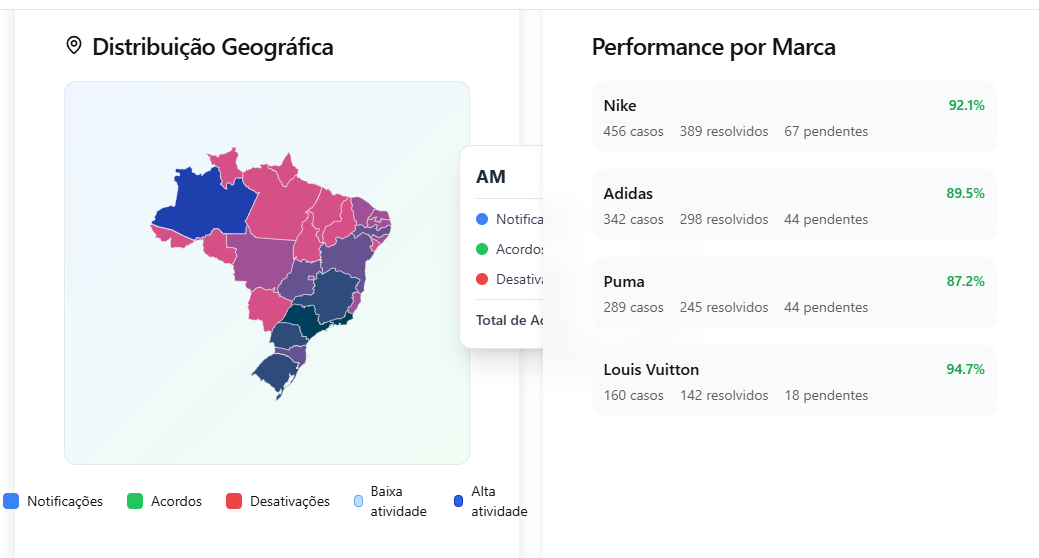 Distribuição Geográfica
AM
Notifica
Acordos
Desativa
Total de
Notificações
Acordos
Desativações
Baixa
atividade
Alta
atividade
Performance por Marca
Nike
92.1%
456 casos 389 resolvidos 67 pendentes
Adidas
89.5%
342 casos 298 resolvidos 44 pendentes
Puma
87.2%
289 casos 245 resolvidos 44 pendentes
Louis Vuitton
94.7%
160 casos 142 resolvidos 18 pendentes